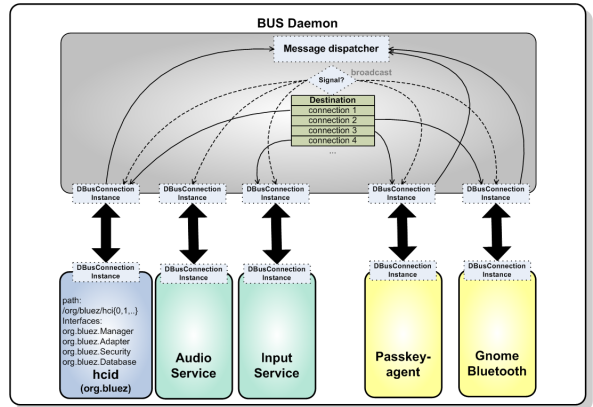 BUS Daemon
Message dispatcher
broadcast
Signal?
Destination
connection 1
connection 2
connection 3
connection 4
...
DBusConnection
Instance
DBusConnection
Instance
DBusConnection
Instance
DBusConnection
Instance
DBusConnection
Instance
DBusConnection
Instance
DBusConnection
Instance
DBusConnection
Instance
DBusConnection
Instance
DBusConnection
Instance
path:
/org/bluez/hci{0,1,..}
Interfaces:
org.bluez.Manager
org.bluez.Adapter
org.bluez.Security
org.bluez.Database
hcid
(org.bluez)
Audio
Service
Input
Service
Passkey-
agent
Gnome
Bluetooth